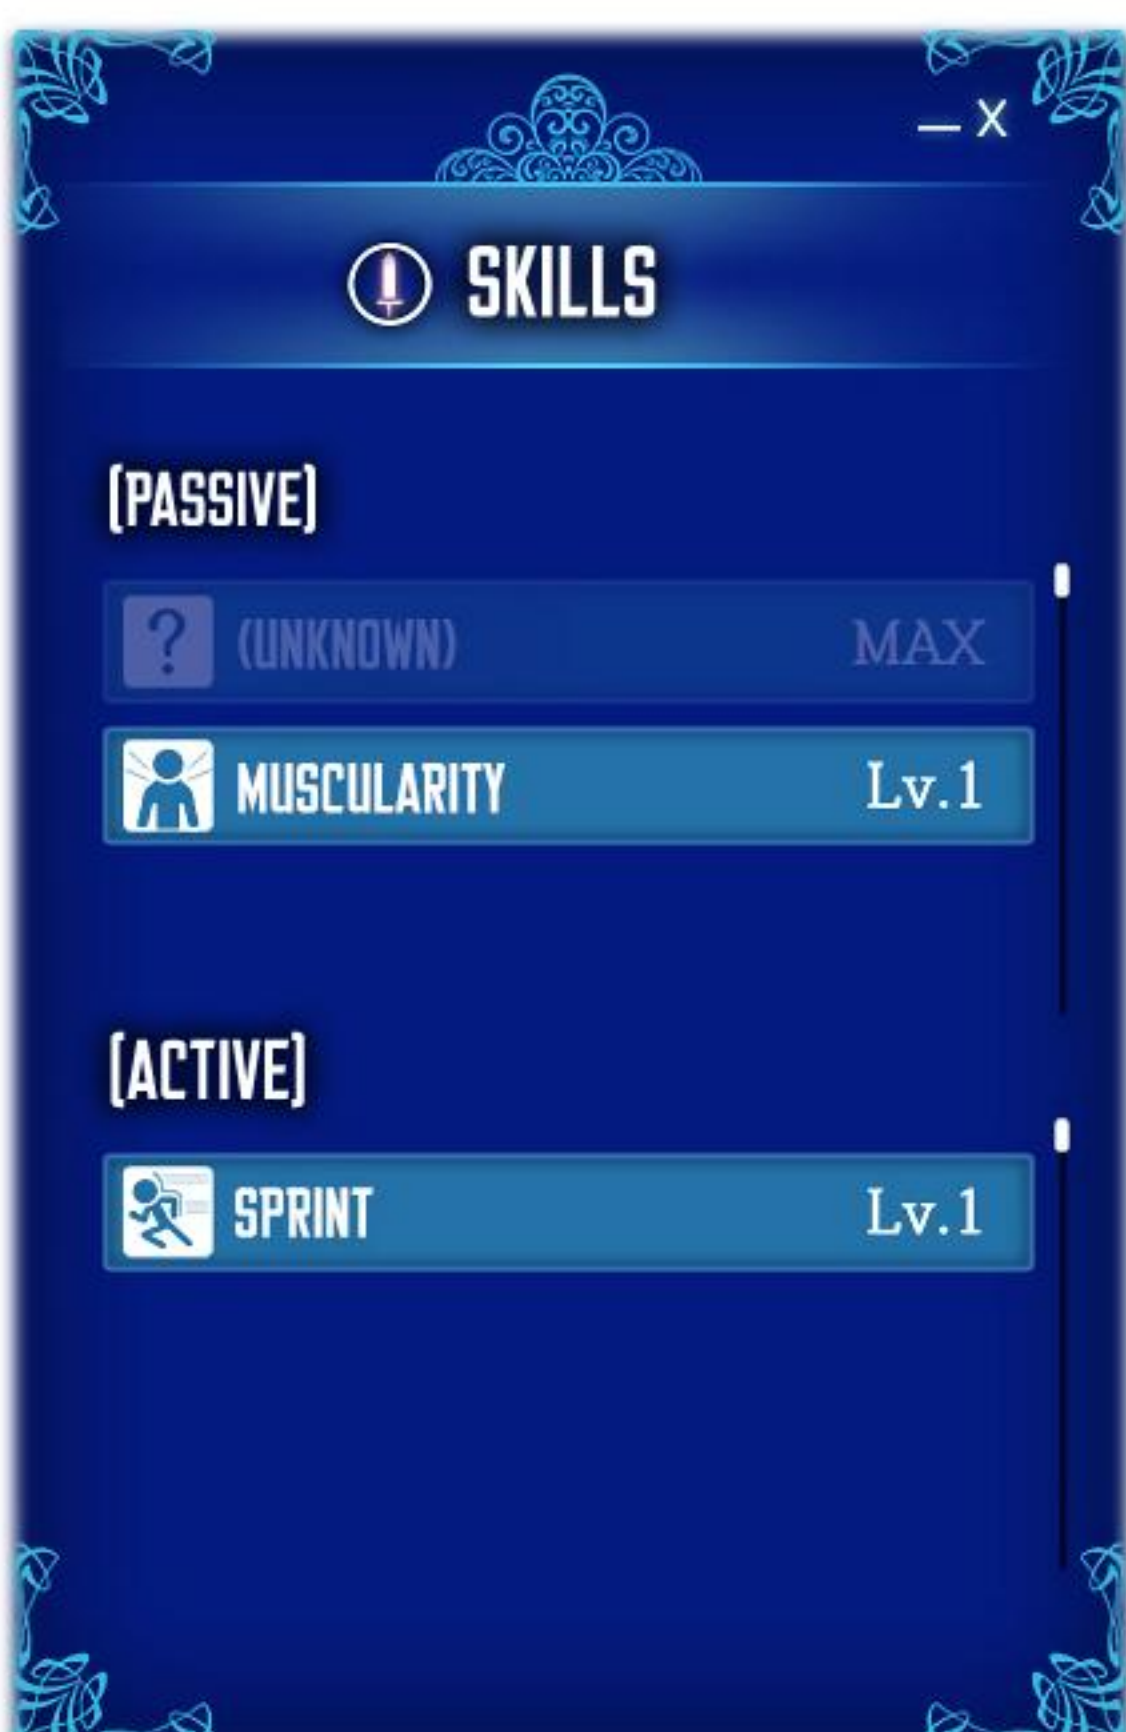 — X
SKILLS
[PASSIVE]
? (UNKNOWN) MAX
MUSCULARITY Lv.1
[ACTIVE]
SPRINT Lv.1